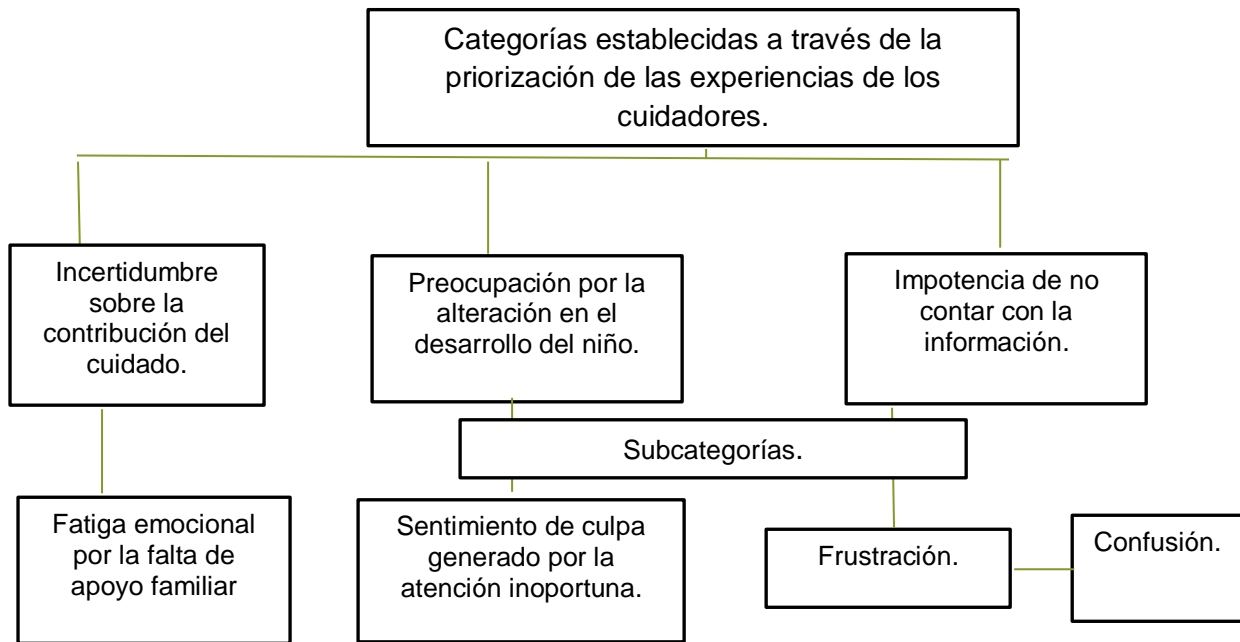 Categorías establecidas a través de la
priorización de las experiencias de los
cuidadores.
Incertidumbre
sobre la
contribución del
cuidado.
Preocupación por la
alteración en el
desarrollo del niño.
Impotencia de no
contar con la
información.
Subcategorías.
Fatiga emocional
por la falta de
apoyo familiar
Sentimiento de culpa
generado por la
atención inoportuna.
Frustración.
Confusión.